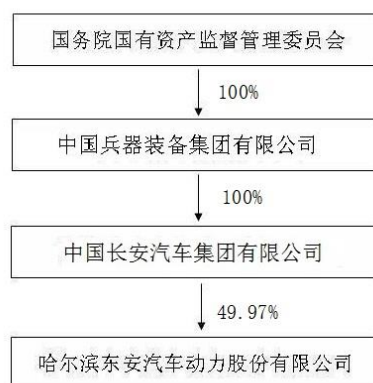 国务院国有资产监督管理委员会
100%
中国兵器装备集团有限公司
100%
中国长安汽车集团有限公司
49.97%
哈尔滨东安汽车动力股份有限公司